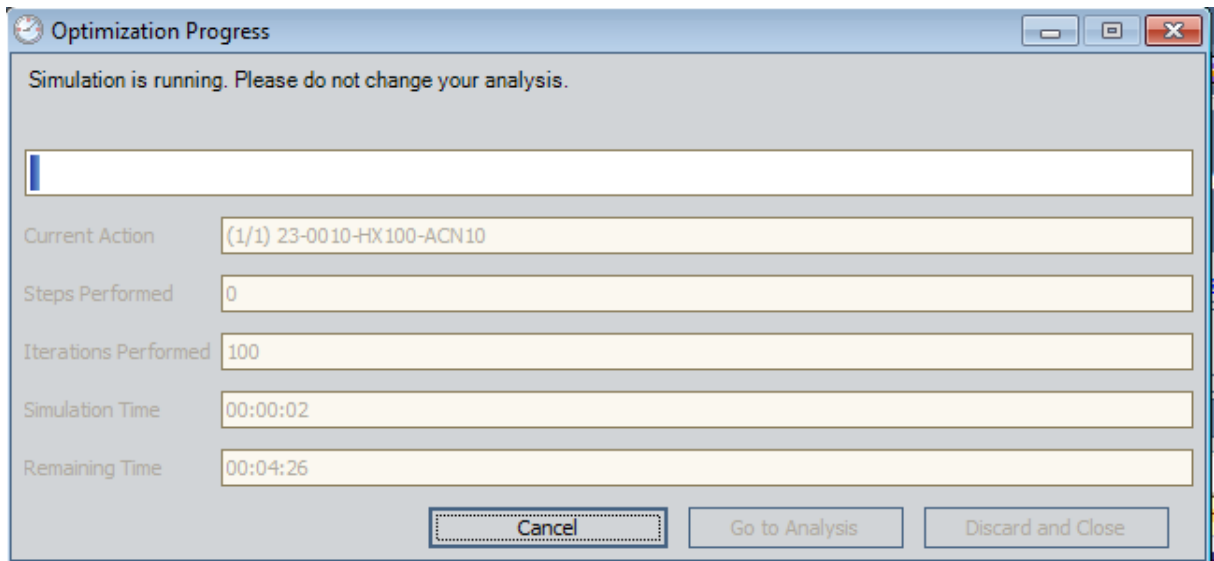 Optimization Progress
Simulation is running. Please do not change your analysis.
Current Action (1/1) 23-0010-HX100-ACN10
Steps Performed 0
Iterations Performed 100
Simulation Time 00:00:02
Remaining Time 00:04:26
Cancel Go to Analysis Discard and Close